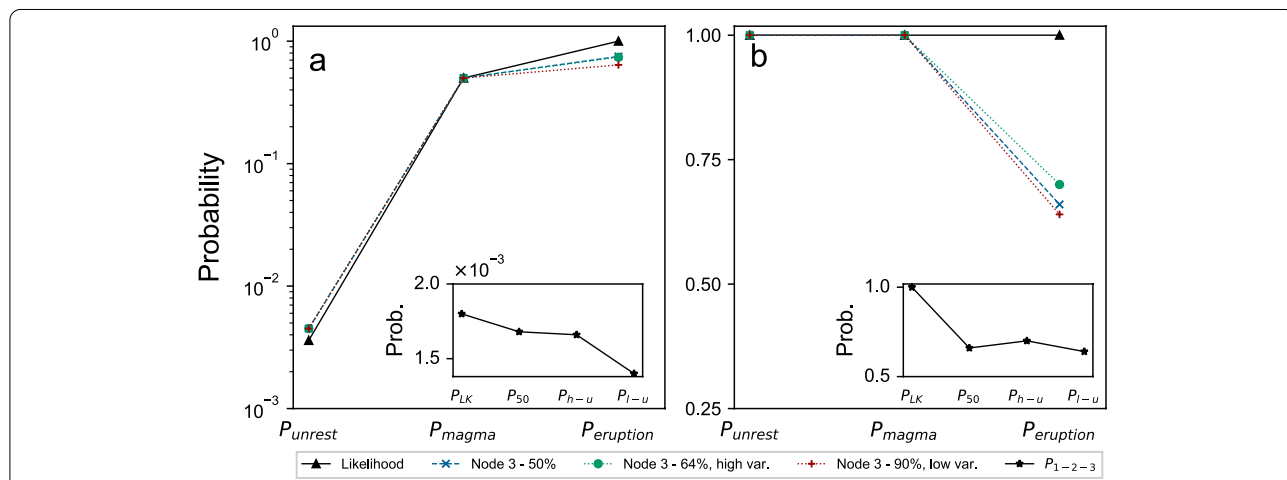 a
b
Probability
10⁰
10⁻¹
10⁻²
10⁻³
1.00
0.75
0.50
0.25
2.0 ×10⁻³
1.5
Prob.
P_LK P_50 P_h−u P_l−u
1.0
0.5
Prob.
P_LK P_50 P_h−u P_l−u
P_unrest P_magma P_eruption
P_unrest P_magma P_eruption
Likelihood Node 3 - 50% Node 3 - 64%, high var. Node 3 - 90%, low var. P_1−2−3